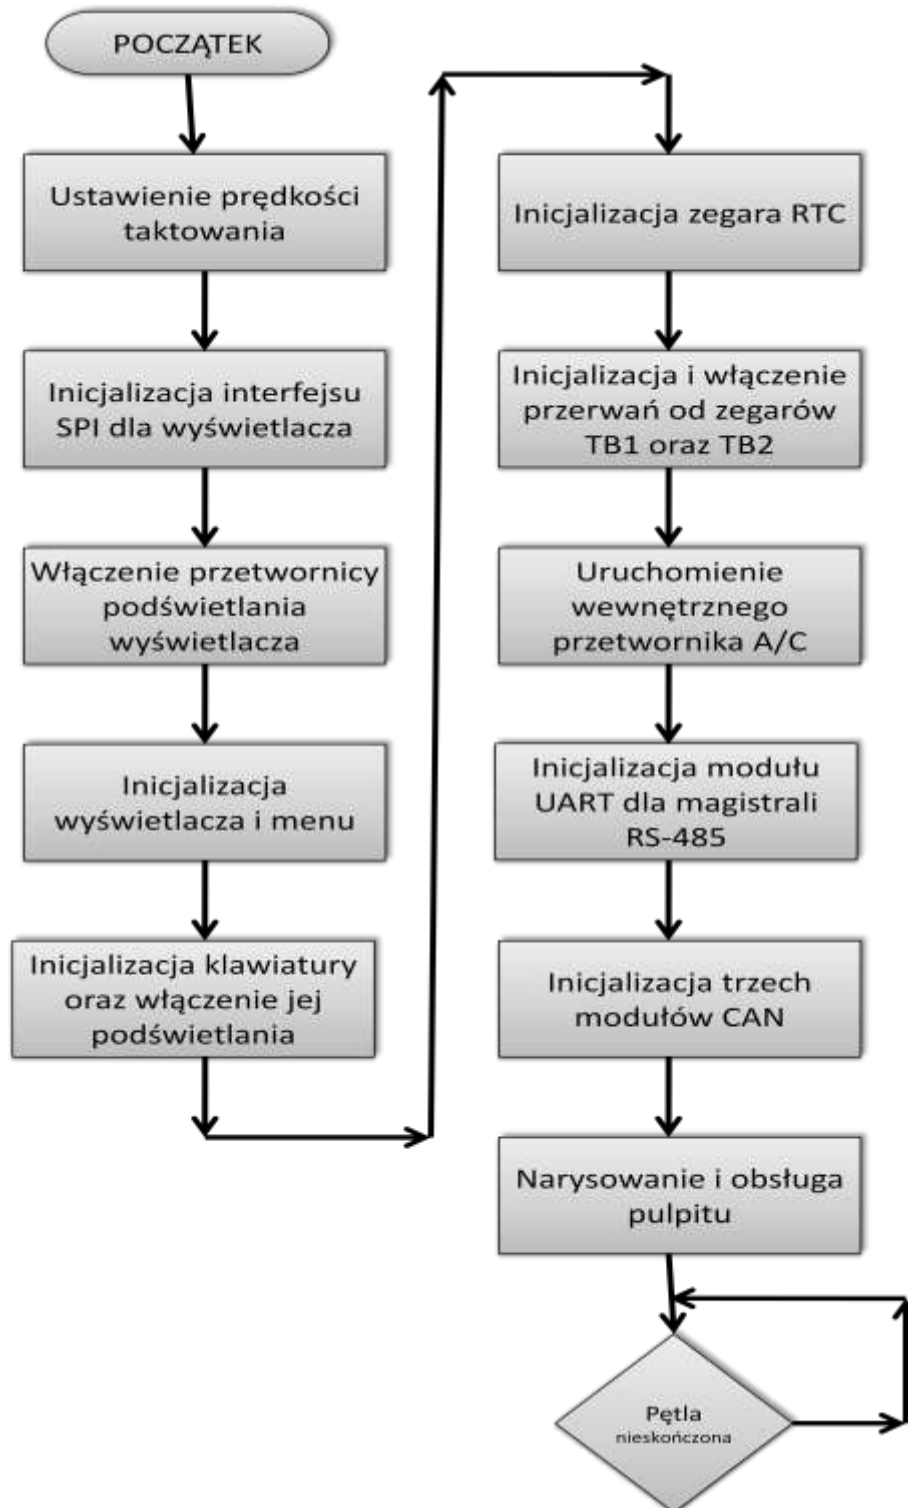 POCZĄTEK
Ustawienie prędkości
taktowania
Inicjalizacja interfejsu
SPI dla wyświetlacza
Włączenie przetwornicy
podświetlania
wyświetlacza
Inicjalizacja
wyświetlacza i menu
Inicjalizacja klawiatury
oraz włączenie jej
podświetlania
Inicjalizacja zegara RTC
Inicjalizacja i włączenie
przerwań od zegarów
TB1 oraz TB2
Uruchomienie
wewnętrznego
przetwornika A/C
Inicjalizacja modułu
UART dla magistrali
RS-485
Inicjalizacja trzech
modułów CAN
Narysowanie i obsługa
pulpitu
Pętla
nieskończona